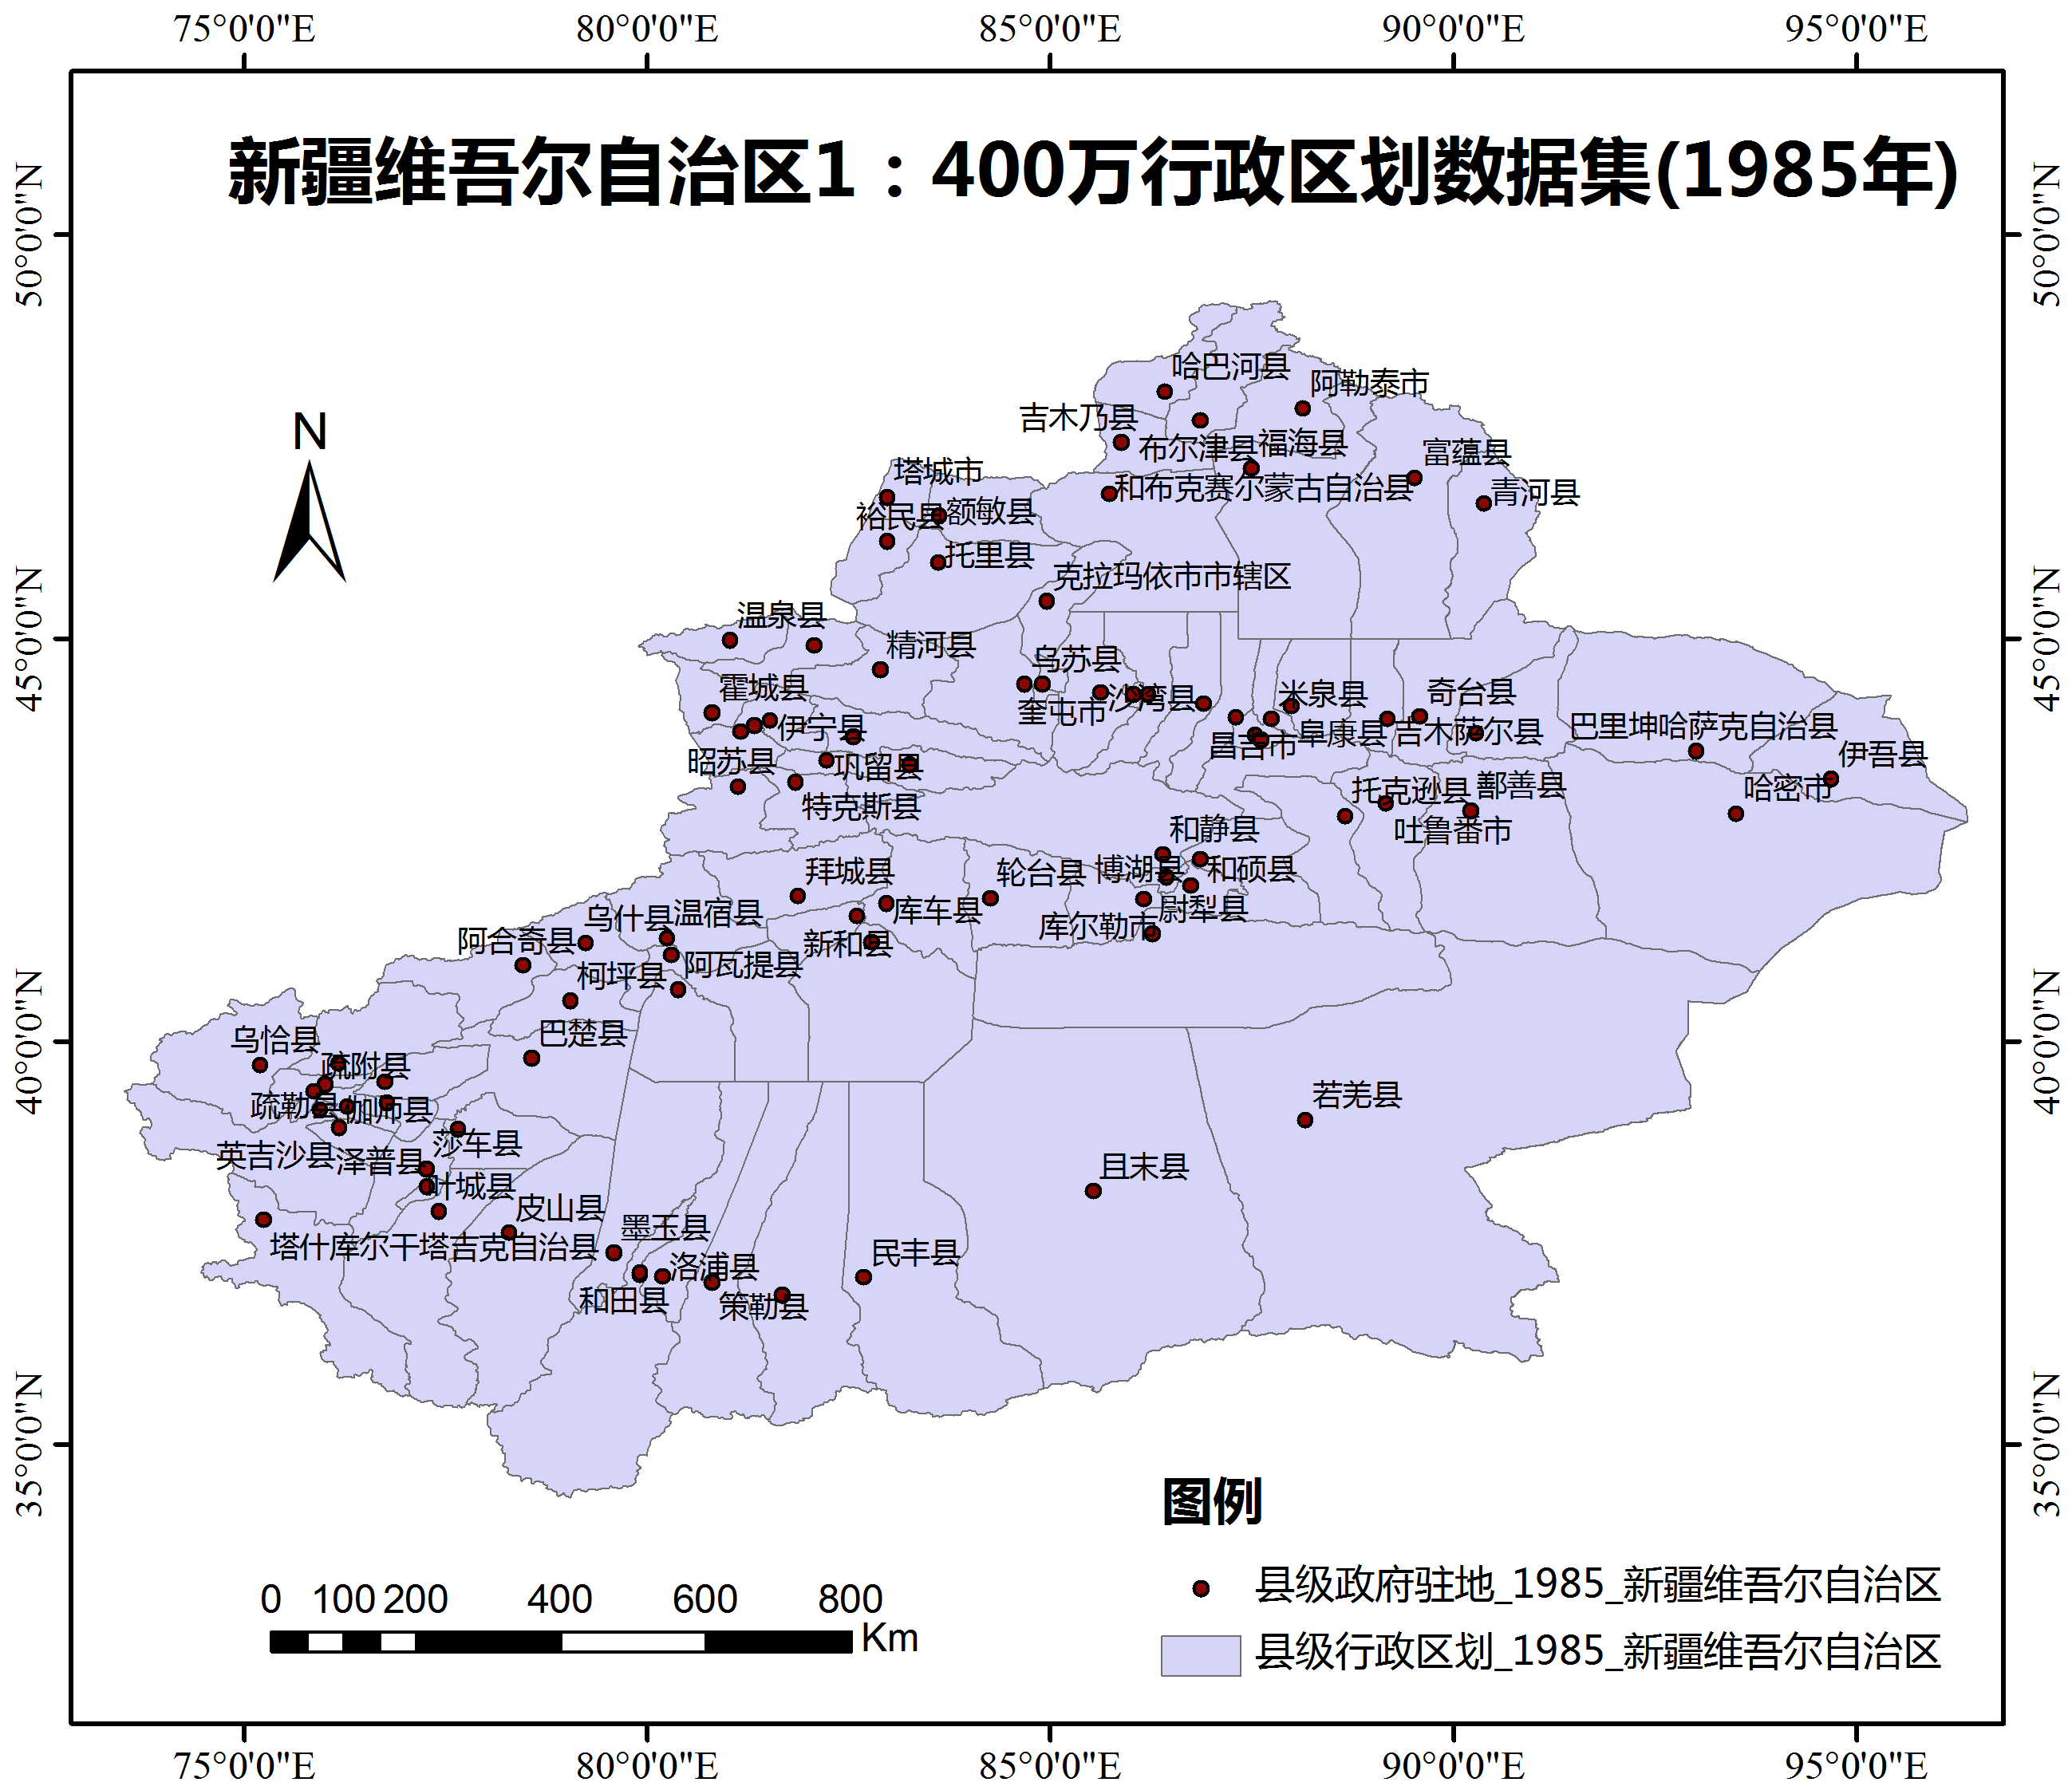 75°0'0"E 80°0'0"E 85°0'0"E 90°0'0"E 95°0'0"E
新疆维吾尔自治区1：400万行政区划数据集(1985年)
50°0'0"N
50°0'0"N
哈巴河县
阿勒泰市
吉木乃县
布尔津县
福海县
富蕴县
N
塔城市
和布克赛尔蒙古自治县
青河县
裕民县
额敏县
托里县
克拉玛依市市辖区
45°0'0"N
45°0'0"N
温泉县
精河县
乌苏县
霍城县
奎屯市
沙湾县
米泉县
奇台县
伊宁县
昌吉市
阜康县
吉木萨尔县
巴里坤哈萨克自治县
伊吾县
昭苏县
巩留县
特克斯县
托克逊县
鄯善县
哈密市
吐鲁番市
和静县
拜城县
轮台县
博湖县
和硕县
乌什县
温宿县
库车县
尉犁县
库尔勒市
阿合奇县
新和县
柯坪县
阿瓦提县
40°0'0"N
40°0'0"N
巴楚县
乌恰县
疏附县
疏勒县
伽师县
若羌县
英吉沙县
泽普县
莎车县
叶城县
且末县
皮山县
塔什库尔干塔吉克自治县
墨玉县
洛浦县
民丰县
和田县
策勒县
35°0'0"N
35°0'0"N
图例
县级政府驻地_1985_新疆维吾尔自治区
县级行政区划_1985_新疆维吾尔自治区
0 100 200 400 600 800
Km
75°0'0"E 80°0'0"E 85°0'0"E 90°0'0"E 95°0'0"E